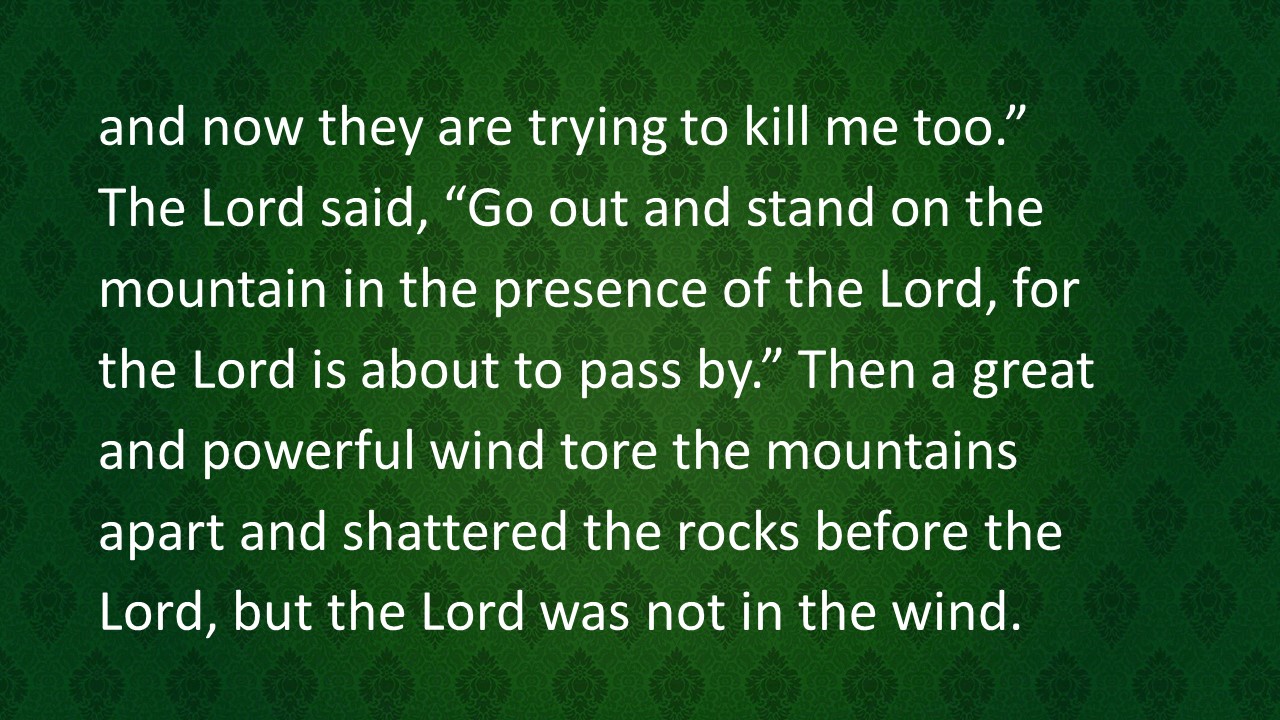 and now they are trying to kill me too.”
The Lord said, “Go out and stand on the
mountain in the presence of the Lord, for
the Lord is about to pass by.” Then a great
and powerful wind tore the mountains
apart and shattered the rocks before the
Lord, but the Lord was not in the wind.